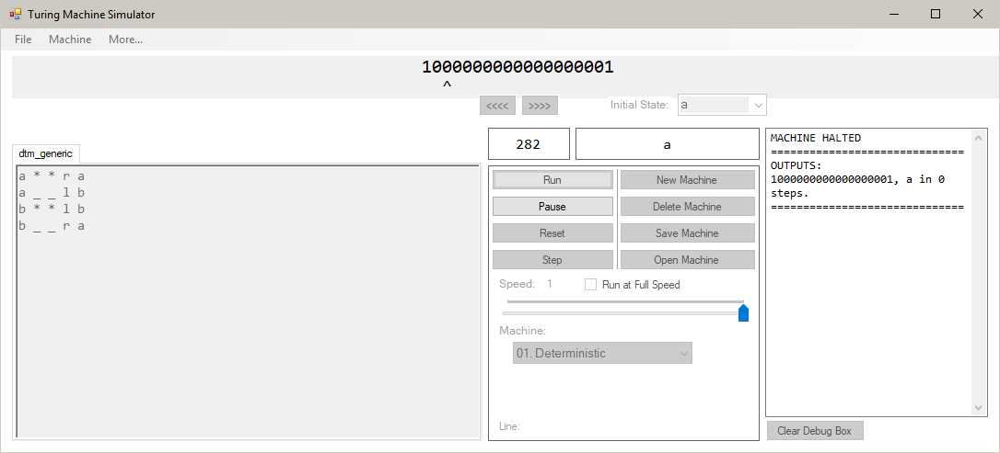 Turing Machine Simulator
File Machine More...
1000000000000000001
^
<<<< >>>> Initial State: a
dtm_generic
a * * r a
a _ _ l b
b * * l b
b _ _ r a
282 a
Run New Machine
Pause Delete Machine
Reset Save Machine
Step Open Machine
Speed: 1 Run at Full Speed
Machine:
01. Deterministic
Line:
MACHINE HALTED
==============================
OUTPUTS:
1000000000000000001, a in 0
steps.
==============================
Clear Debug Box